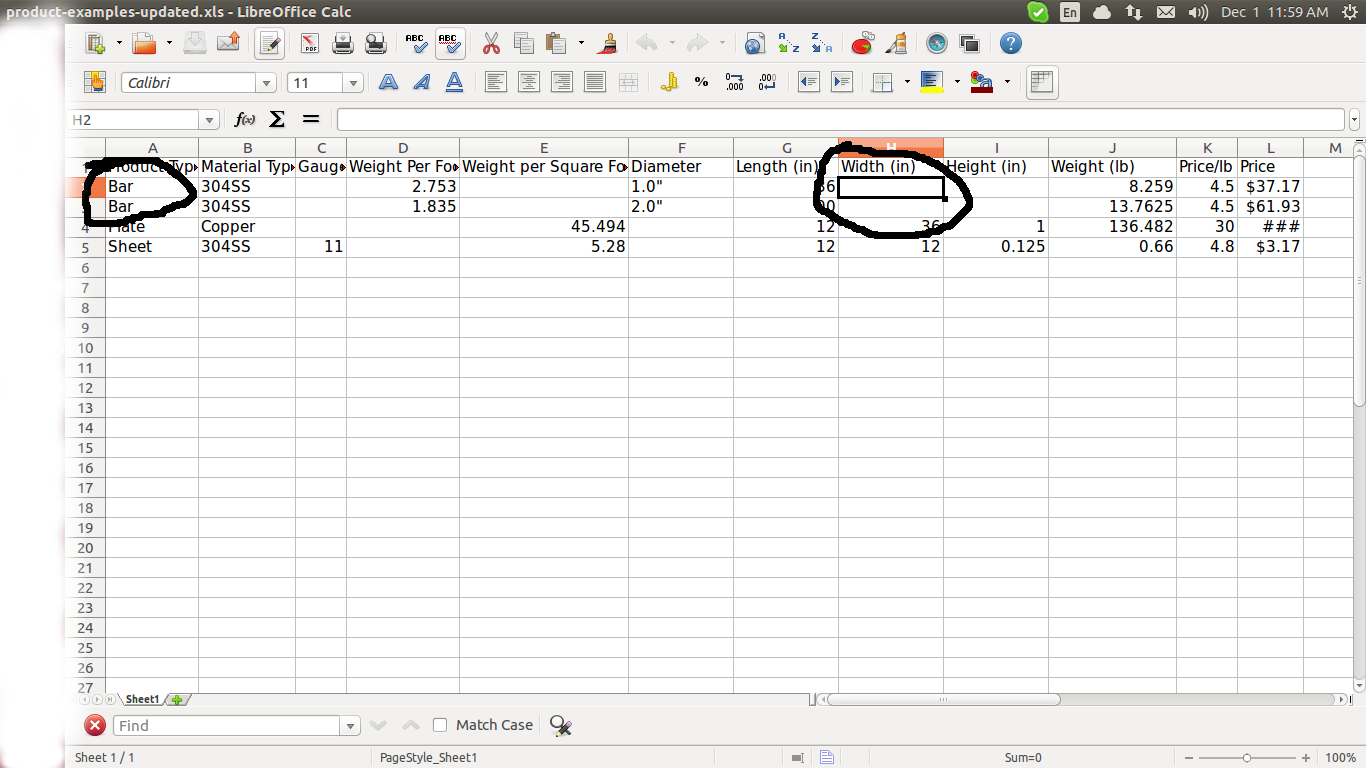 product-examples-updated.xls - LibreOffice Calc En Dec 1 11:59 AM
PDF ABC ABC A Z Z A ?
Calibri 11 A A A % .000 .000
H2 f(x) Σ =
A B C D E F G H I J K L M
Product Typ Material Typ Gauge Weight Per Fo Weight per Square Fo Diameter Length (in) Width (in) Height (in) Weight (lb) Price/lb Price
Bar 304SS 2.753 1.0" 36 8.259 4.5 $37.17
Bar 304SS 1.835 2.0" 13.7625 4.5 $61.93
4 Plate Copper 45.494 12 36 1 136.482 30 ###
5 Sheet 304SS 11 5.28 12 12 0.125 0.66 4.8 $3.17
6
7
8
9
10
11
12
13
14
15
16
17
18
19
20
21
22
23
24
25
26
27
Sheet1
Find Match Case
Sheet 1 / 1 PageStyle_Sheet1 Sum=0 100%